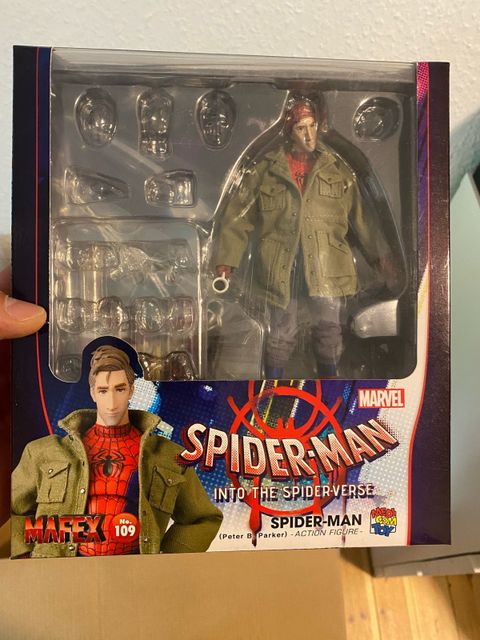 MARVEL
SPIDER-MAN
INTO THE SPIDER-VERSE
SPIDER-MAN
(Peter B. Parker) -ACTION FIGURE-
MAFEX No. 109
MEDICOM TOY